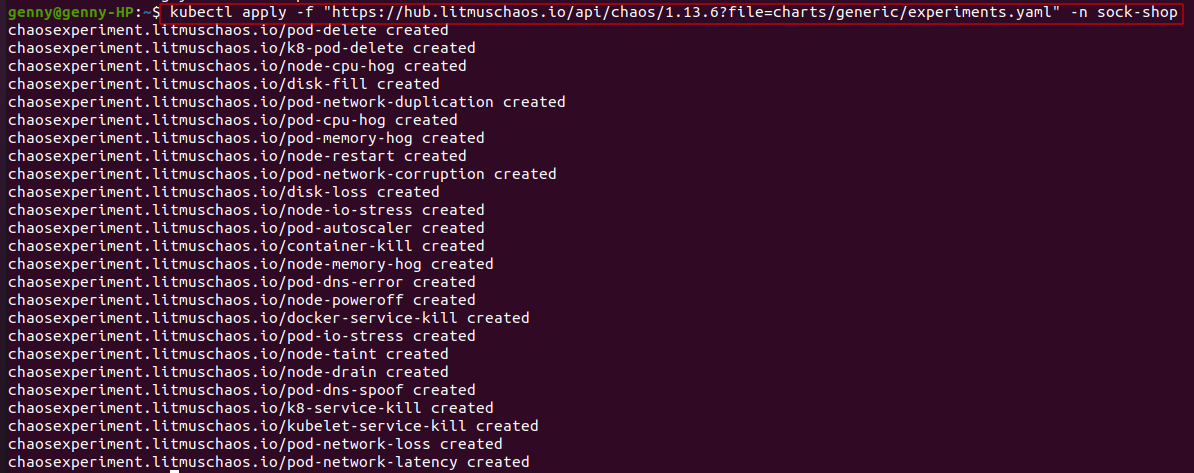 genny@genny-HP:~$ kubectl apply -f "https://hub.litmuschaos.io/api/chaos/1.13.6?file=charts/generic/experiments.yaml" -n sock-shop
chaosexperiment.litmuschaos.io/pod-delete created
chaosexperiment.litmuschaos.io/k8-pod-delete created
chaosexperiment.litmuschaos.io/node-cpu-hog created
chaosexperiment.litmuschaos.io/disk-fill created
chaosexperiment.litmuschaos.io/pod-network-duplication created
chaosexperiment.litmuschaos.io/pod-cpu-hog created
chaosexperiment.litmuschaos.io/pod-memory-hog created
chaosexperiment.litmuschaos.io/node-restart created
chaosexperiment.litmuschaos.io/pod-network-corruption created
chaosexperiment.litmuschaos.io/disk-loss created
chaosexperiment.litmuschaos.io/node-io-stress created
chaosexperiment.litmuschaos.io/pod-autoscaler created
chaosexperiment.litmuschaos.io/container-kill created
chaosexperiment.litmuschaos.io/node-memory-hog created
chaosexperiment.litmuschaos.io/pod-dns-error created
chaosexperiment.litmuschaos.io/node-poweroff created
chaosexperiment.litmuschaos.io/docker-service-kill created
chaosexperiment.litmuschaos.io/pod-io-stress created
chaosexperiment.litmuschaos.io/node-taint created
chaosexperiment.litmuschaos.io/node-drain created
chaosexperiment.litmuschaos.io/pod-dns-spoof created
chaosexperiment.litmuschaos.io/k8-service-kill created
chaosexperiment.litmuschaos.io/kubelet-service-kill created
chaosexperiment.litmuschaos.io/pod-network-loss created
chaosexperiment.litmuschaos.io/pod-network-latency created